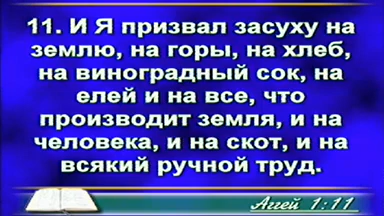 11. И Я призвал засуху на
землю, на горы, на хлеб,
на виноградный сок, на
елей и на все, что
производит земля, и на
человека, и на скот, и на
всякий ручной труд.
Аггей 1:11